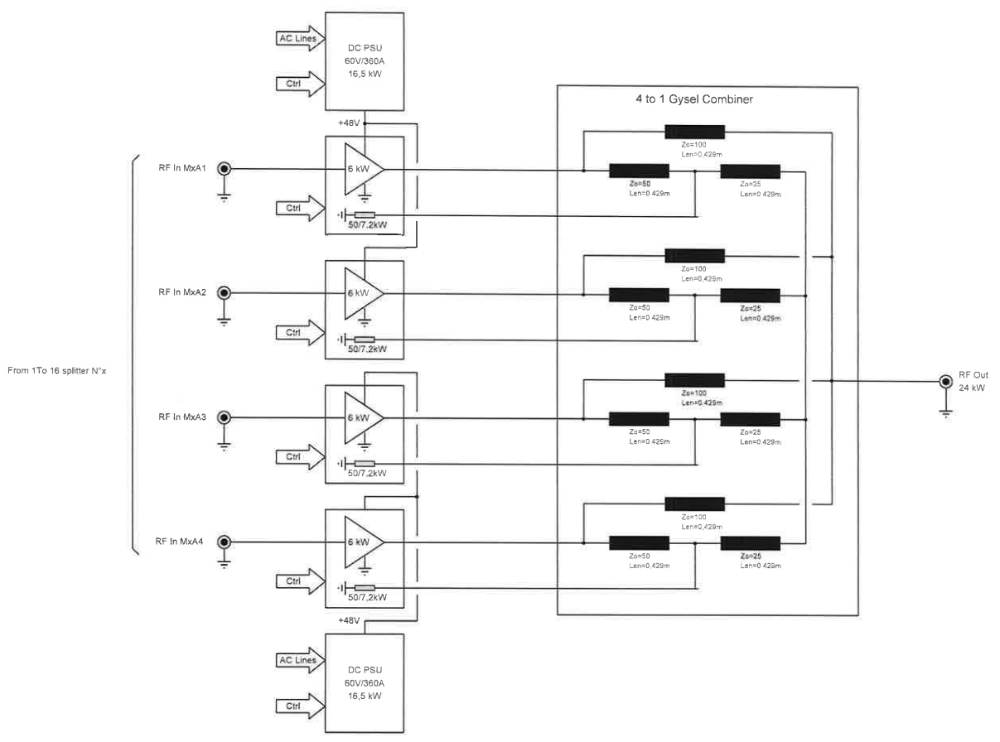 AC Lines
DC PSU
60V/360A
16,5 kW
Ctrl
4 to 1 Gysel Combiner
+48V
Zo=100
Len=0,429m
RF In MxA1
6 kW
Zo=50
Len=0.429m
Zo=25
Len=0 429m
Ctrl
50/7.2kW
Zo=100
Len=0,429m
RF In MxA2
6 kW
Zo=50
Len=0.429m
Zo=25
Len=0.429m
Ctrl
50/7.2kW
From 1To 16 splitter N°x
Zo=100
Len=0.429m
RF Out
24 kW
RF In MxA3
6 kW
Zo=50
Len=0.429m
Zo=25
Len=0.429m
Ctrl
50/7,2kW
Zo=100
Len=0,429m
RF In MxA4
6 kW
Zo=50
Len=0,429m
Zo=25
Len=0.429m
Ctrl
50/7,2kW
+48V
AC Lines
DC PSU
60V/360A
16,5 kW
Ctrl